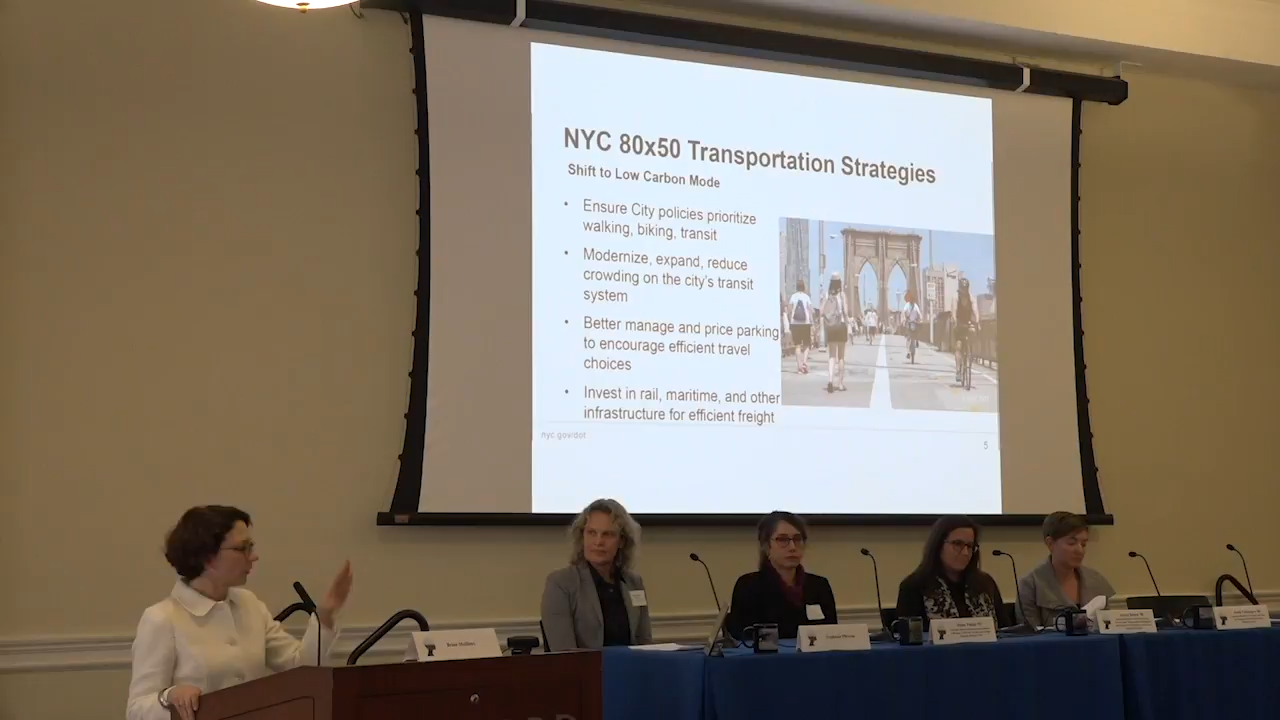 NYC 80x50 Transportation Strategies
Shift to Low Carbon Mode
• Ensure City policies prioritize
walking, biking, transit
• Modernize, expand, reduce
crowding on the city's transit
system
• Better manage and price parking
to encourage efficient travel
choices
• Invest in rail, maritime, and other
infrastructure for efficient freight
nyc.gov/dot
5